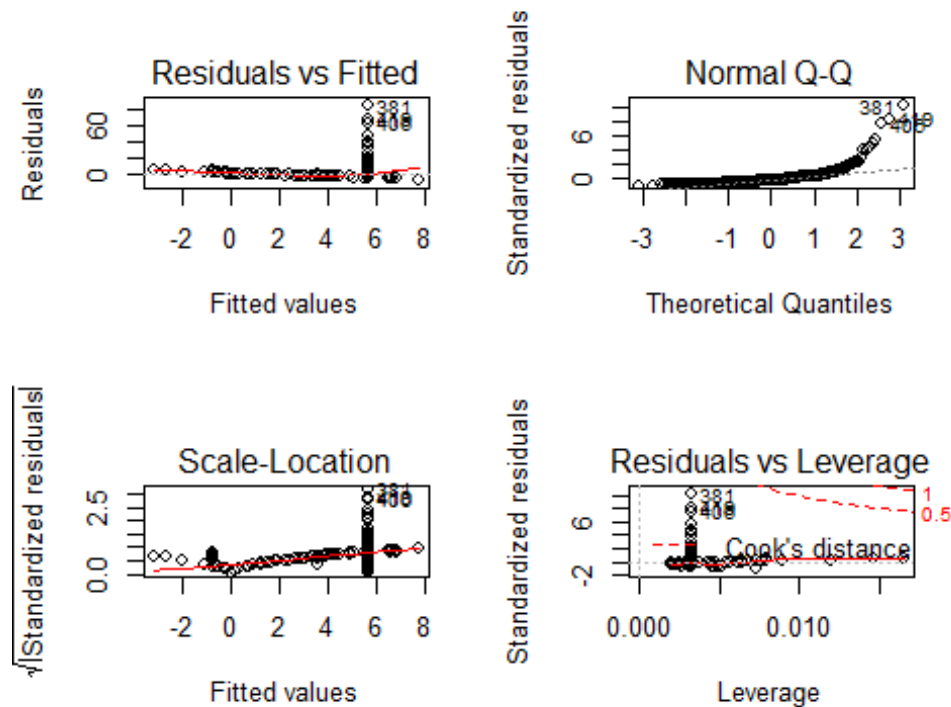 Residuals vs Fitted
Residuals
60
0
381
-2 0 2 4 6 8
Fitted values
Normal Q-Q
Standardized residuals
6
0
381
-3 -1 0 1 2 3
Theoretical Quantiles
Scale-Location
√|Standardized residuals|
2.5
0.0
381
-2 0 2 4 6 8
Fitted values
Residuals vs Leverage
Standardized residuals
6
-2
381
1
0.5
Cook's distance
0.000 0.010
Leverage